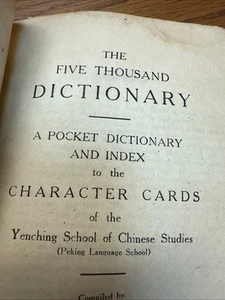 THE
FIVE THOUSAND
DICTIONARY
A POCKET DICTIONARY
AND INDEX
to the
CHARACTER CARDS
of the
Yenching School of Chinese Studies
(Peking Language School)
Compiled by